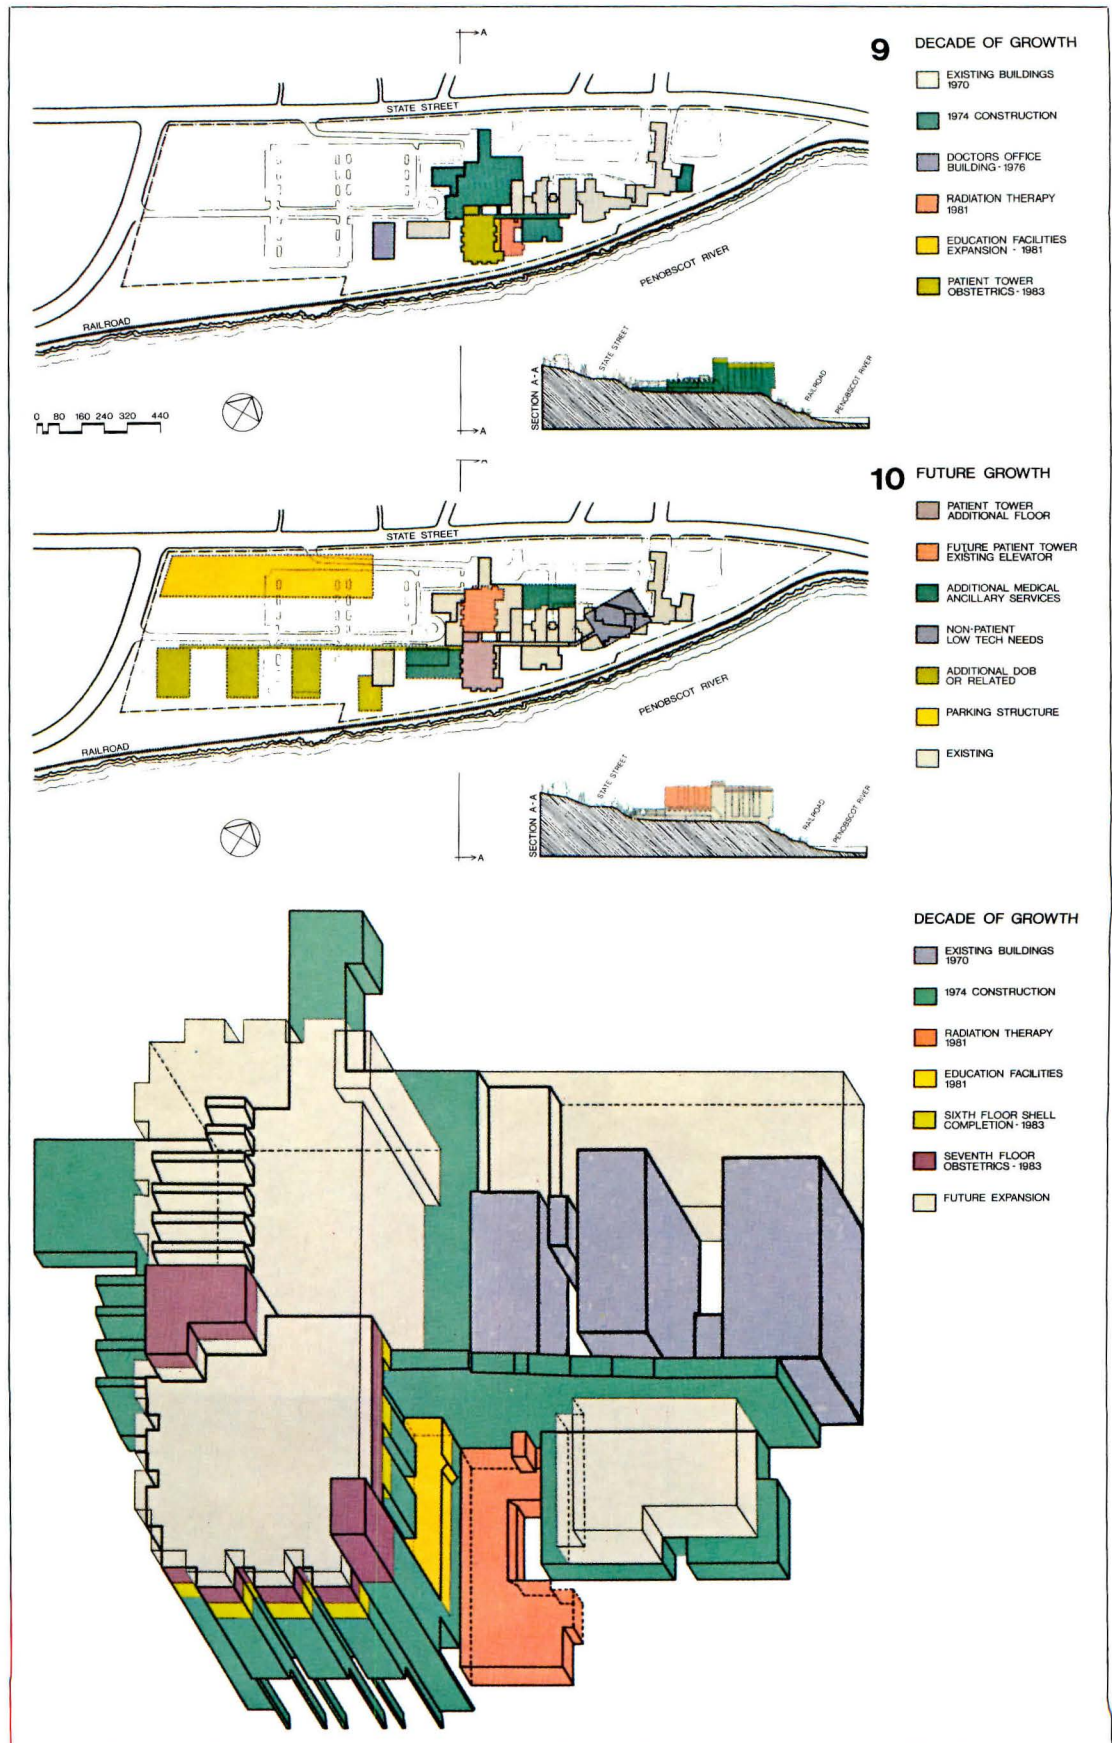 A
9
DECADE OF GROWTH
EXISTING BUILDINGS
1970
1974 CONSTRUCTION
DOCTORS OFFICE
BUILDING - 1976
RADIATION THERAPY
1981
EDUCATION FACILITIES
EXPANSION - 1981
PATIENT TOWER
OBSTETRICS - 1983
STATE STREET
PENOBSCOT RIVER
RAILROAD
0 80 160 240 320 440
A
SECTION A-A
STATE STREET
RAILROAD
PENOBSCOT RIVER
A
10
FUTURE GROWTH
PATIENT TOWER
ADDITIONAL FLOOR
FUTURE PATIENT TOWER
EXISTING ELEVATOR
ADDITIONAL MEDICAL
ANCILLARY SERVICES
NON-PATIENT
LOW TECH NEEDS
ADDITIONAL DOB
OR RELATED
PARKING STRUCTURE
EXISTING
STATE STREET
PENOBSCOT RIVER
RAILROAD
A
SECTION A-A
STATE STREET
RAILROAD
PENOBSCOT RIVER
DECADE OF GROWTH
EXISTING BUILDINGS
1970
1974 CONSTRUCTION
RADIATION THERAPY
1981
EDUCATION FACILITIES
1981
SIXTH FLOOR SHELL
COMPLETION - 1983
SEVENTH FLOOR
OBSTETRICS - 1983
FUTURE EXPANSION